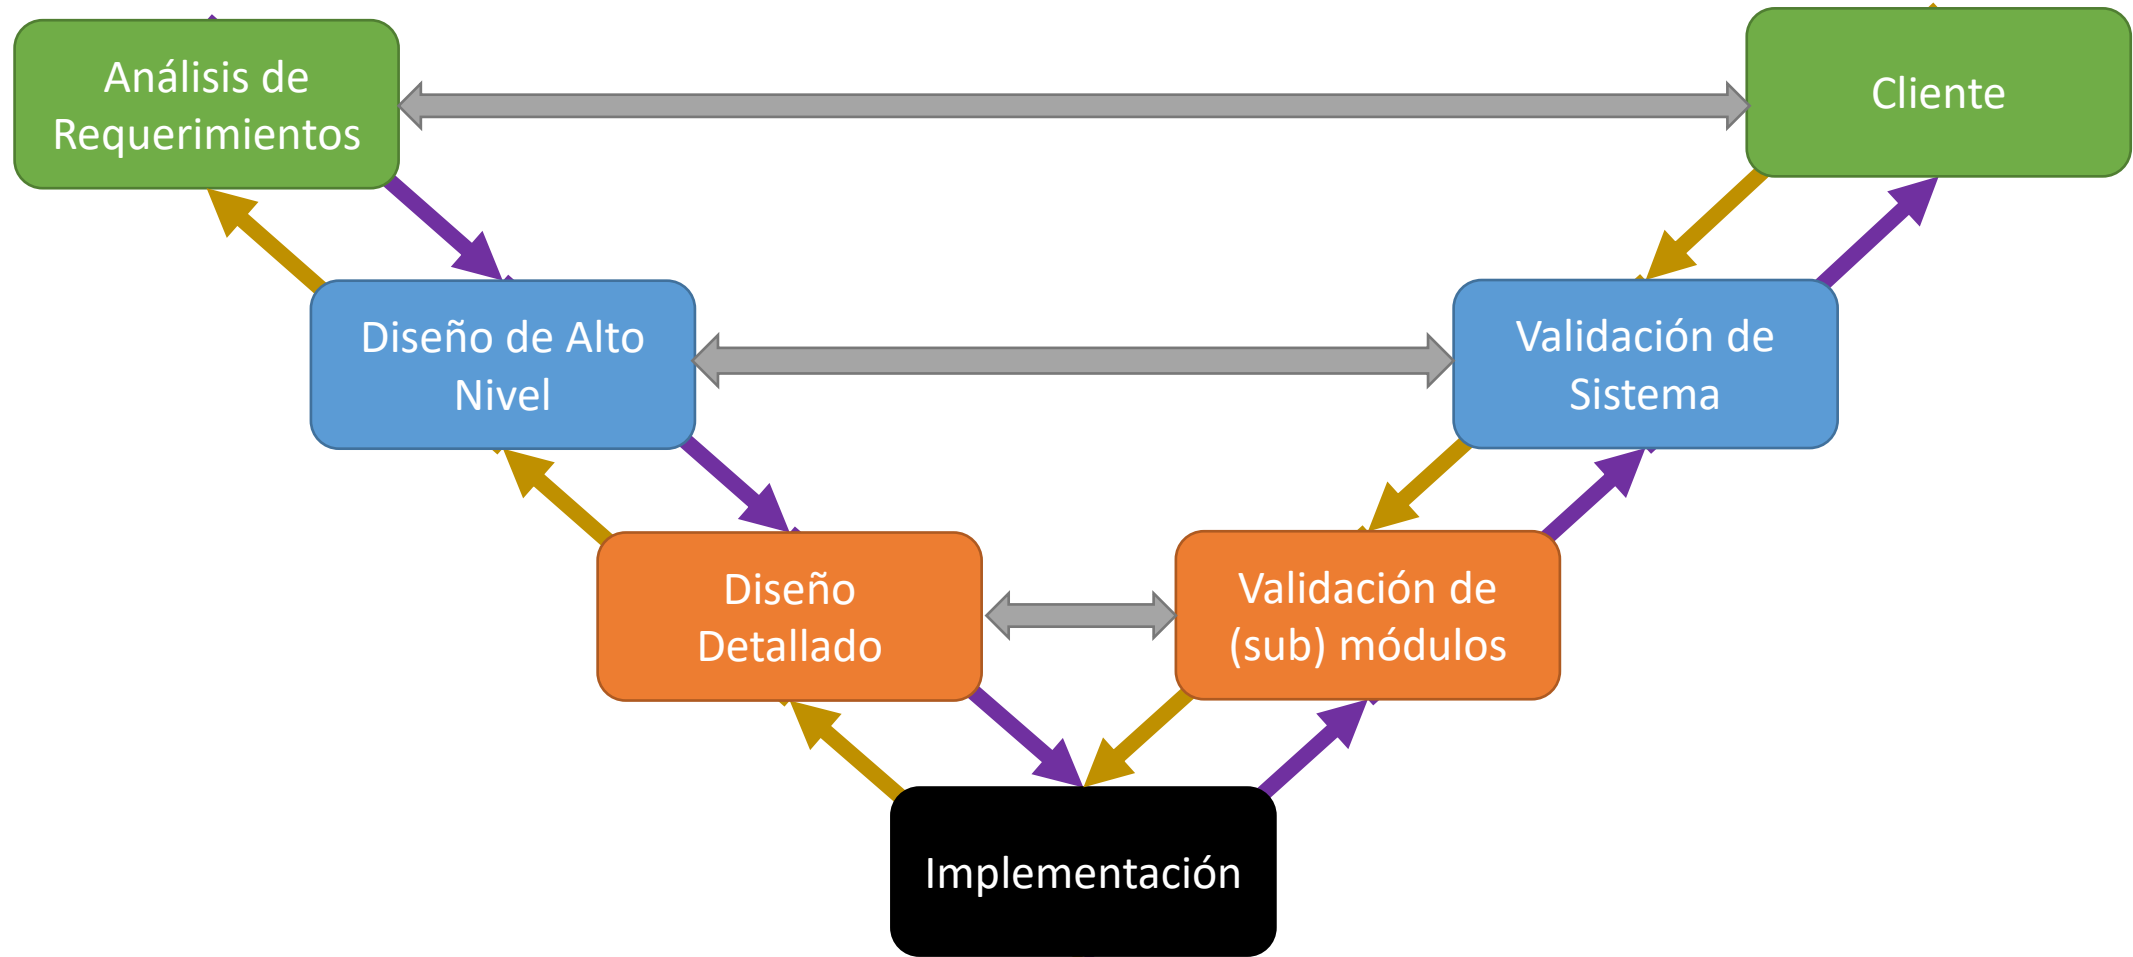 Análisis de
Requerimientos
Cliente
Diseño de Alto
Nivel
Validación de
Sistema
Diseño
Detallado
Validación de
(sub) módulos
Implementación